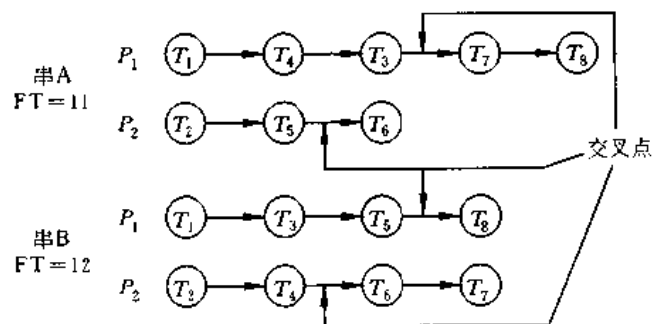 P₁ T₁ T₄ T₃ T₇ T₈
串A
FT=11
P₂ T₂ T₅ T₆
交叉点
P₁ T₁ T₃ T₅ T₈
串B
FT=12
P₂ T₂ T₄ T₆ T₇